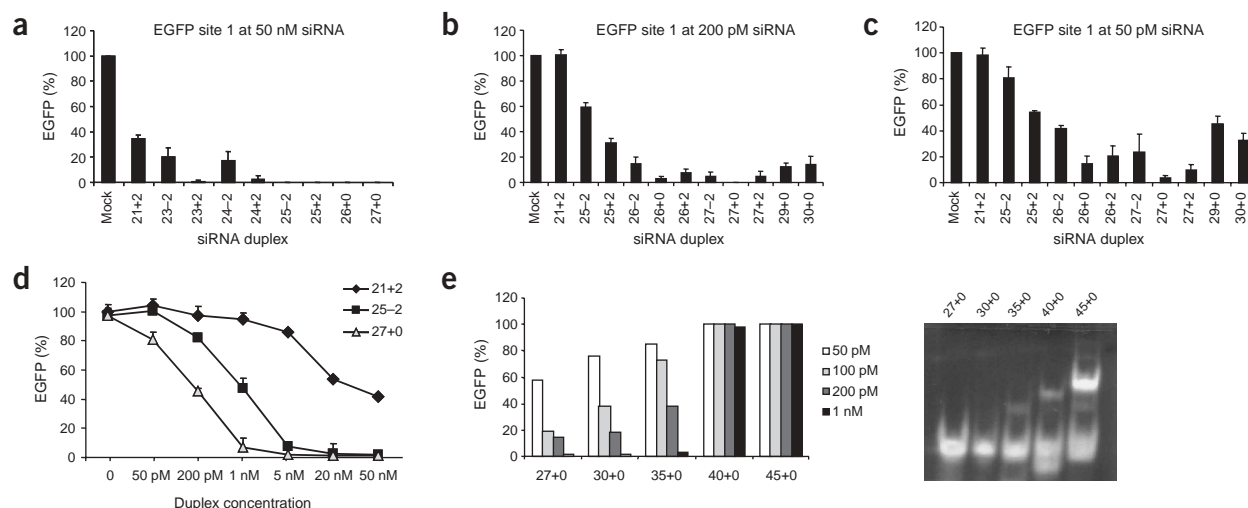 a
EGFP site 1 at 50 nM siRNA
EGFP (%)
120
100
80
60
40
20
0
Mock
21+2
23–2
23+2
24–2
24+2
25–2
25+2
26+0
27+0
siRNA duplex
b
EGFP site 1 at 200 pM siRNA
EGFP (%)
120
100
80
60
40
20
0
Mock
21+2
25–2
25+2
26–2
26+0
26+2
27–2
27+0
27+2
29+0
30+0
siRNA duplex
c
EGFP site 1 at 50 pM siRNA
EGFP (%)
120
100
80
60
40
20
0
Mock
21+2
25–2
25+2
26–2
26+0
26+2
27–2
27+0
27+2
29+0
30+0
siRNA duplex
d
EGFP (%)
120
100
80
60
40
20
0
21+2
25–2
27+0
0
50 pM
200 pM
1 nM
5 nM
20 nM
50 nM
Duplex concentration
e
EGFP (%)
120
100
80
60
40
20
0
50 pM
100 pM
200 pM
1 nM
27+0
30+0
35+0
40+0
45+0
27+0
30+0
35+0
40+0
45+0